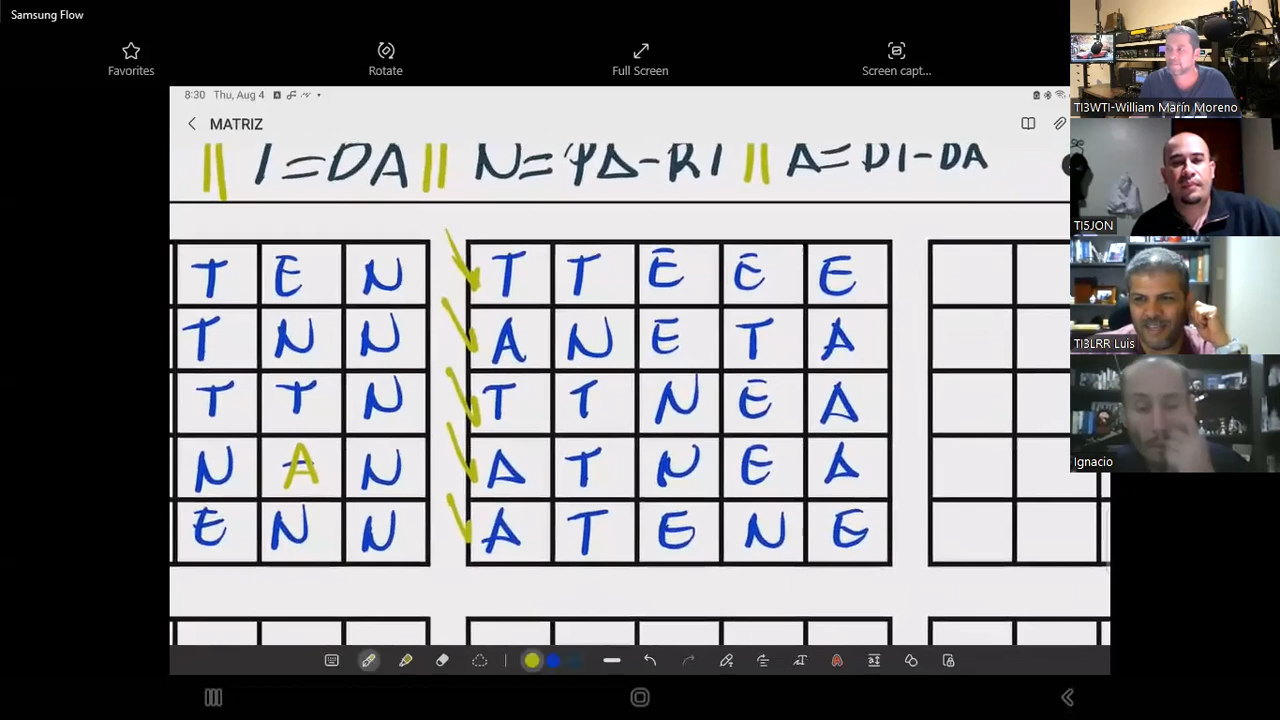 Samsung Flow
Favorites
Rotate
Full Screen
Screen capt...
8:30 Thu, Aug 4
MATRIZ
T E N
T N N
T T N
N A N
E N N
T T E E E
A N E T A
T T N E A
A T N E A
A T E N E
TI3WTI-William Marín Moreno
TI5JON
TI3LRR Luis
Ignacio